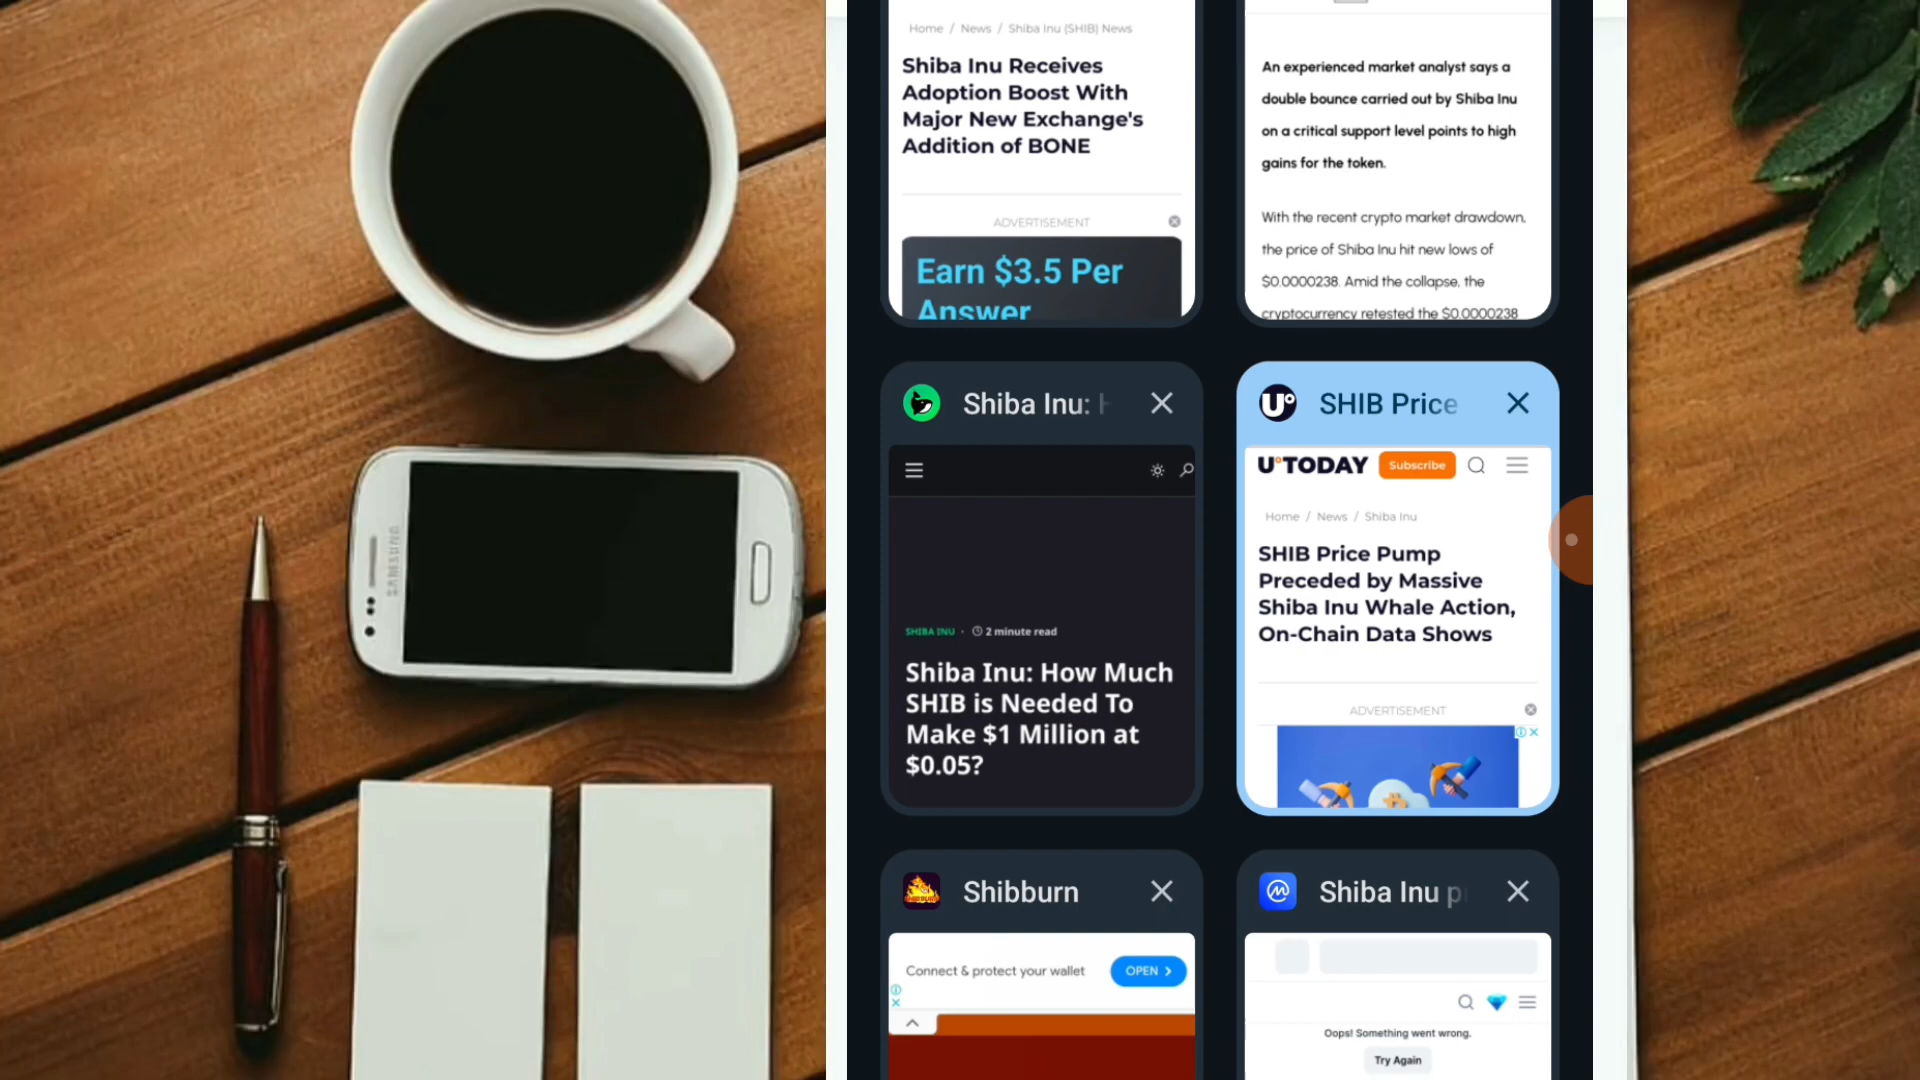 SAMSUNG
Home / News / Shiba Inu (SHIB) News
Shiba Inu Receives
Adoption Boost With
Major New Exchange's
Addition of BONE
ADVERTISEMENT
Earn $3.5 Per
Answer
An experienced market analyst says a
double bounce carried out by Shiba Inu
on a critical support level points to high
gains for the token.
With the recent crypto market drawdown,
the price of Shiba Inu hit new lows of
$0.0000238. Amid the collapse, the
cryptocurrency retested the $0.0000238
Shiba Inu:
SHIBA INU · 2 minute read
Shiba Inu: How Much
SHIB is Needed To
Make $1 Million at
$0.05?
SHIB Price
U°TODAY Subscribe
Home / News / Shiba Inu
SHIB Price Pump
Preceded by Massive
Shiba Inu Whale Action,
On-Chain Data Shows
ADVERTISEMENT
Shibburn
Connect & protect your wallet OPEN
Shiba Inu p
Oops! Something went wrong.
Try Again